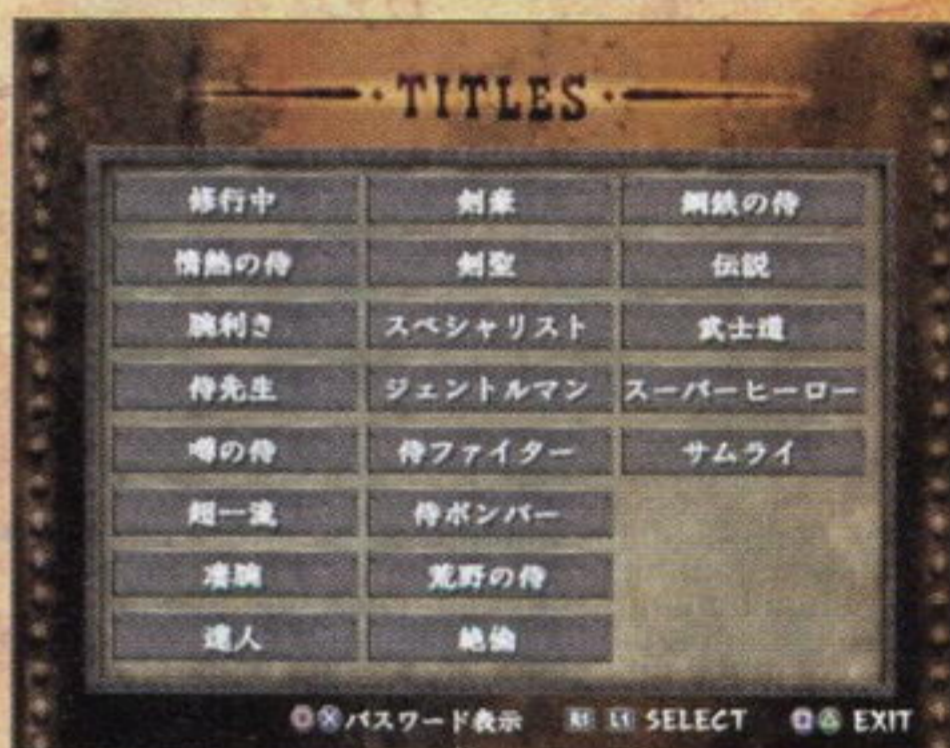 TITLES
修行中 剣豪 鋼鉄の侍
情熱の侍 剣聖 伝説
腕利き スペシャリスト 武士道
侍先生 ジェントルマン スーパーヒーロー
噂の侍 侍ファイター サムライ
超一流 侍ボンバー
凄腕 荒野の侍
達人 絶倫
パスワード表示 R1 L1 SELECT EXIT